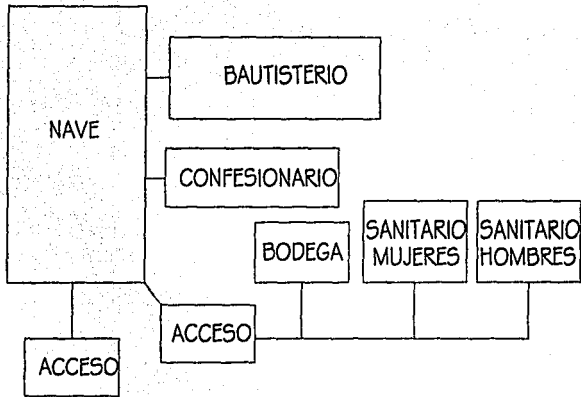 BAUTISTERIO
NAVE
CONFESIONARIO
BODEGA
SANITARIO
MUJERES
SANITARIO
HOMBRES
ACCESO
ACCESO